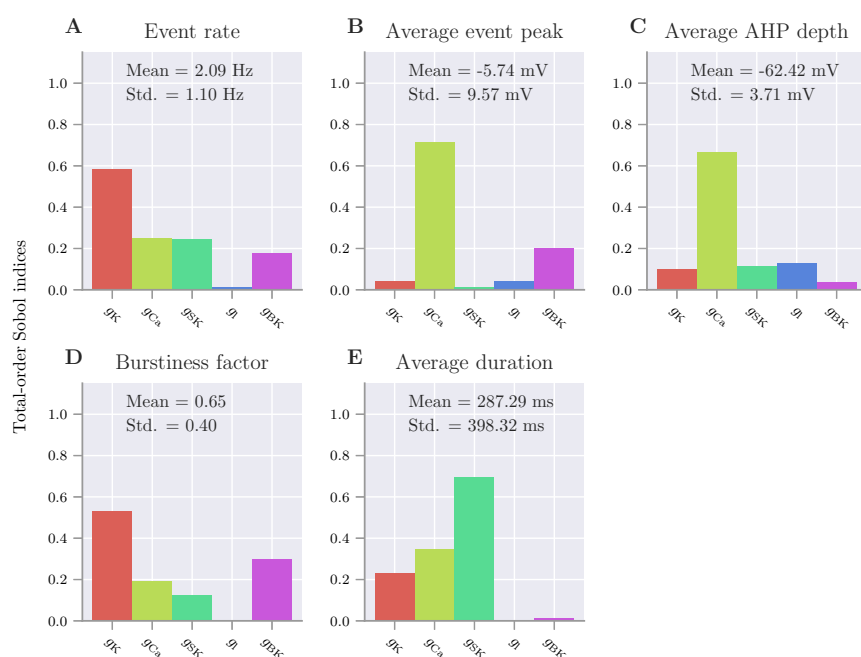 A Event rate
Mean = 2.09 Hz
Std. = 1.10 Hz
1.0
0.8
0.6
0.4
0.2
0.0
gK gCa gSK gl gBK
B Average event peak
Mean = -5.74 mV
Std. = 9.57 mV
1.0
0.8
0.6
0.4
0.2
0.0
gK gCa gSK gl gBK
C Average AHP depth
Mean = -62.42 mV
Std. = 3.71 mV
1.0
0.8
0.6
0.4
0.2
0.0
gK gCa gSK gl gBK
Total-order Sobol indices
D Burstiness factor
Mean = 0.65
Std. = 0.40
1.0
0.8
0.6
0.4
0.2
0.0
gK gCa gSK gl gBK
E Average duration
Mean = 287.29 ms
Std. = 398.32 ms
1.0
0.8
0.6
0.4
0.2
0.0
gK gCa gSK gl gBK